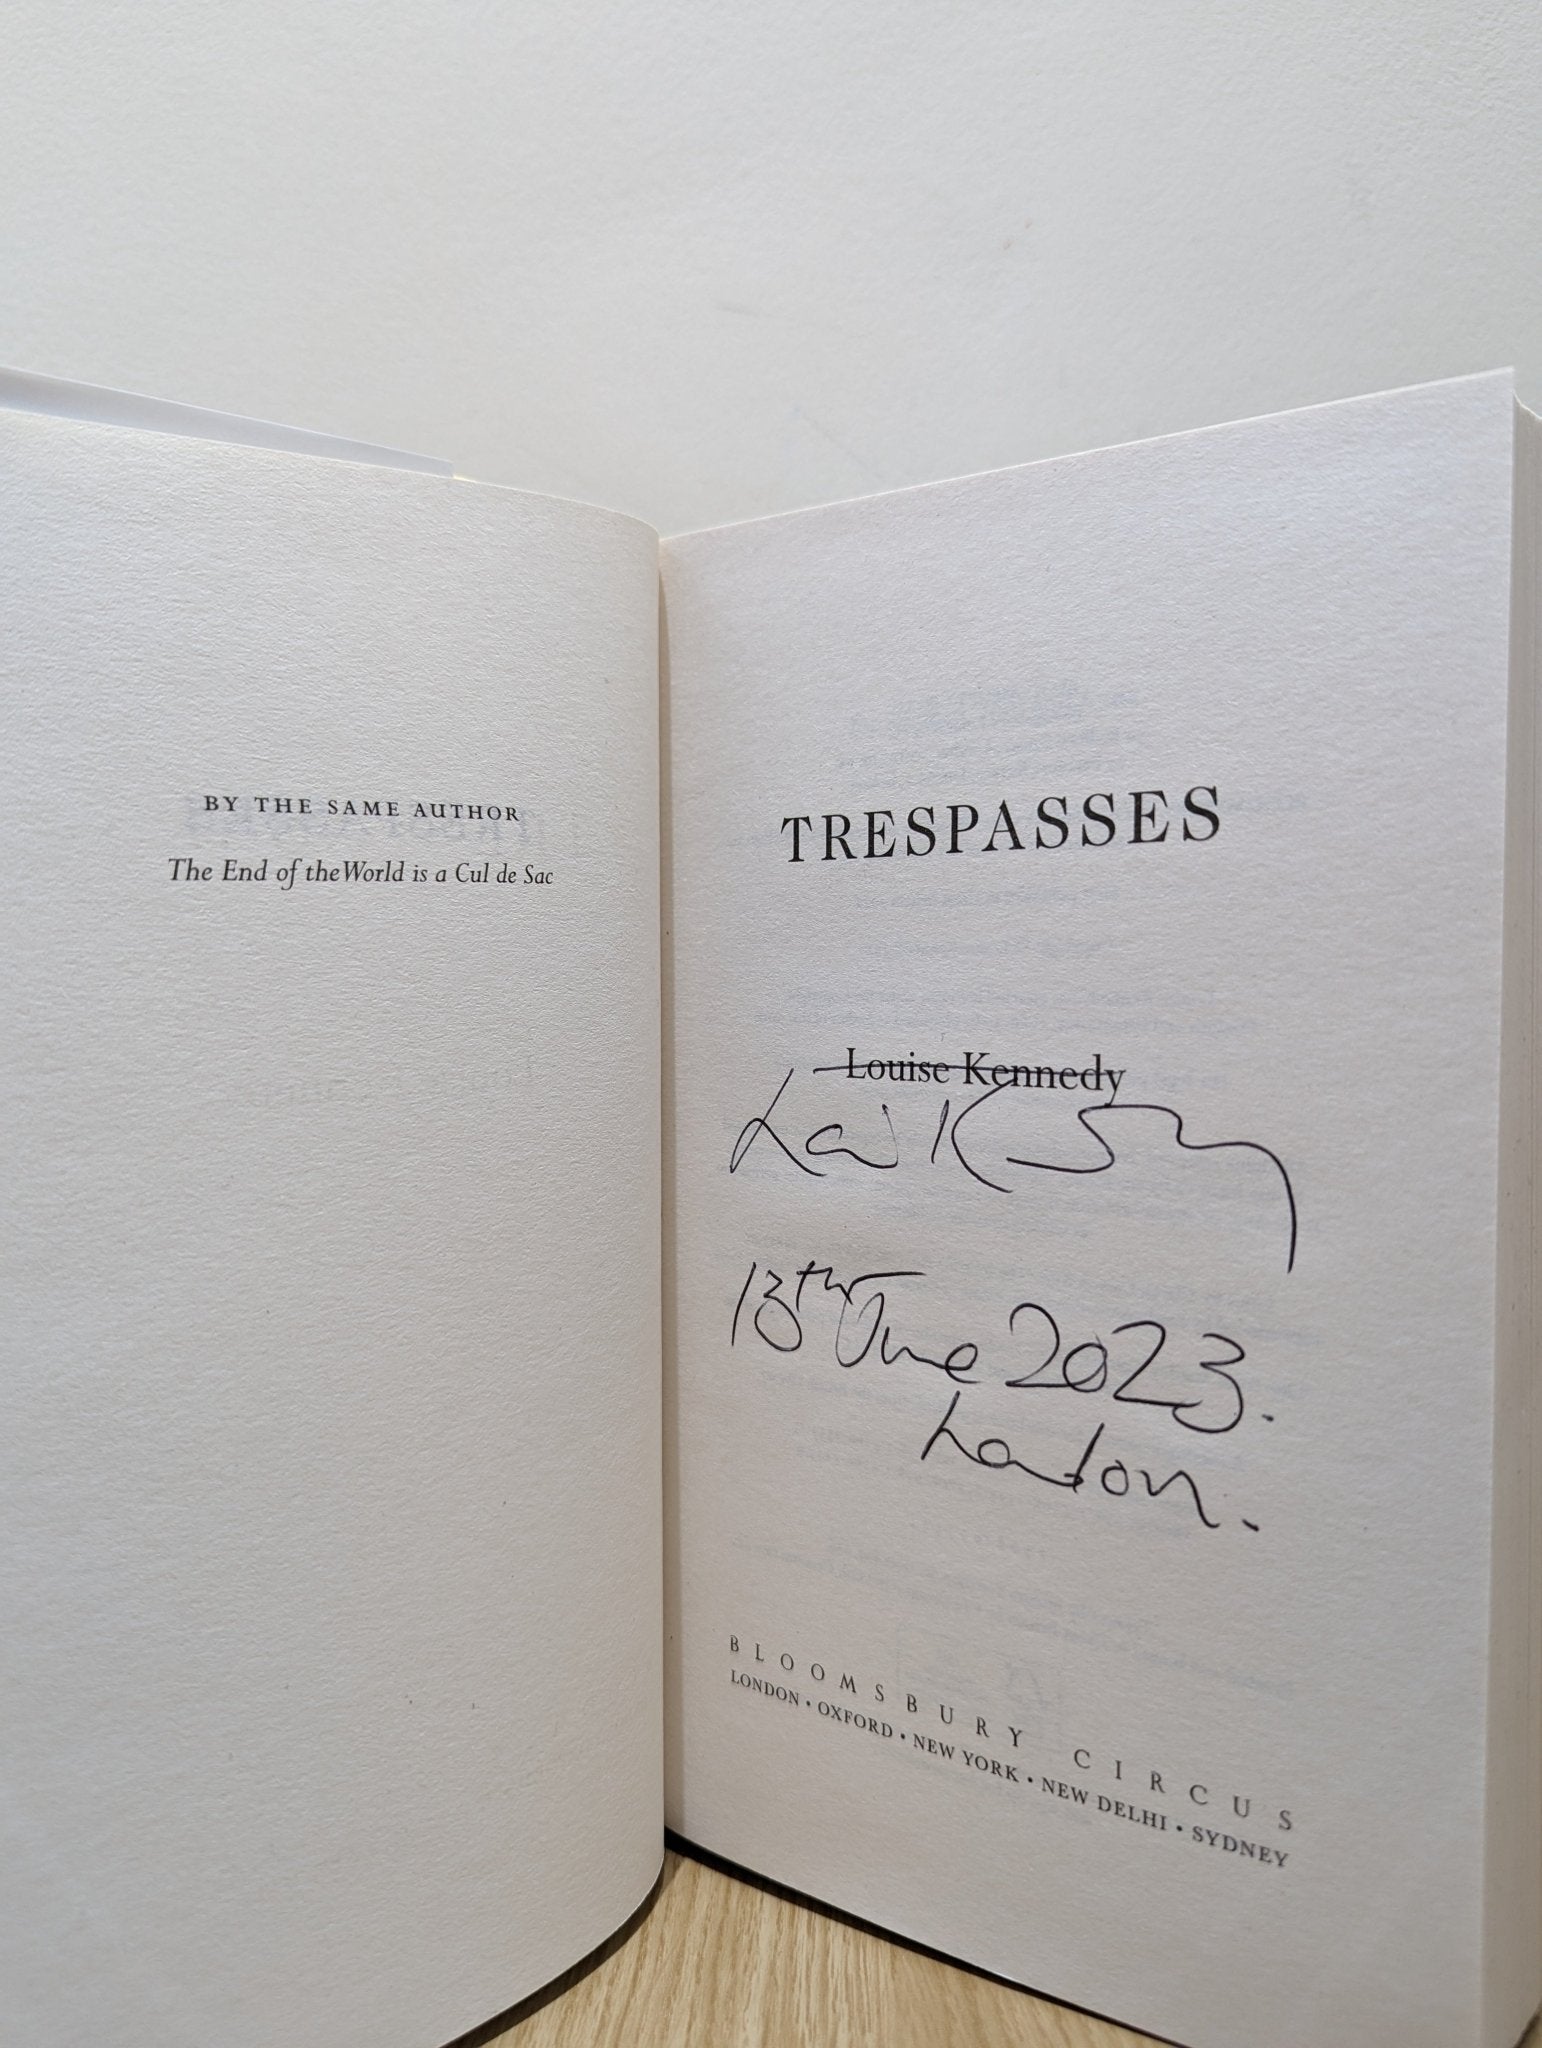 BY THE SAME AUTHOR
The End of the World is a Cul de Sac
TRESPASSES
Louise Kennedy
13th June 2023.
London.
BLOOMSBURY CIRCUS
LONDON • OXFORD • NEW YORK • NEW DELHI • SYDNEY